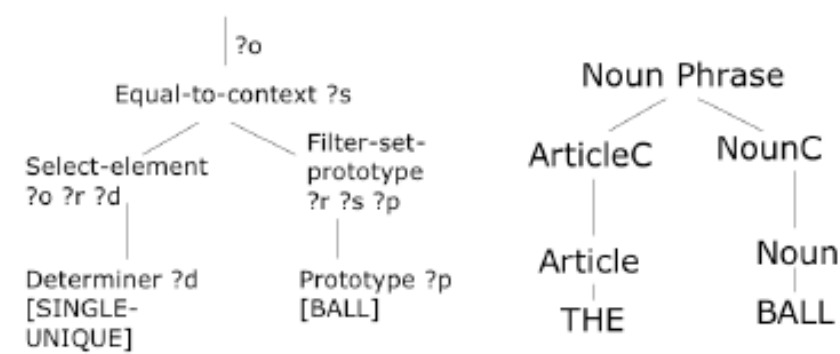 ?o
Equal-to-context ?s
Select-element
?o ?r ?d
Filter-set-
prototype
?r ?s ?p
Determiner ?d
[SINGLE-
UNIQUE]
Prototype ?p
[BALL]
Noun Phrase
ArticleC
NounC
Article
Noun
THE
BALL